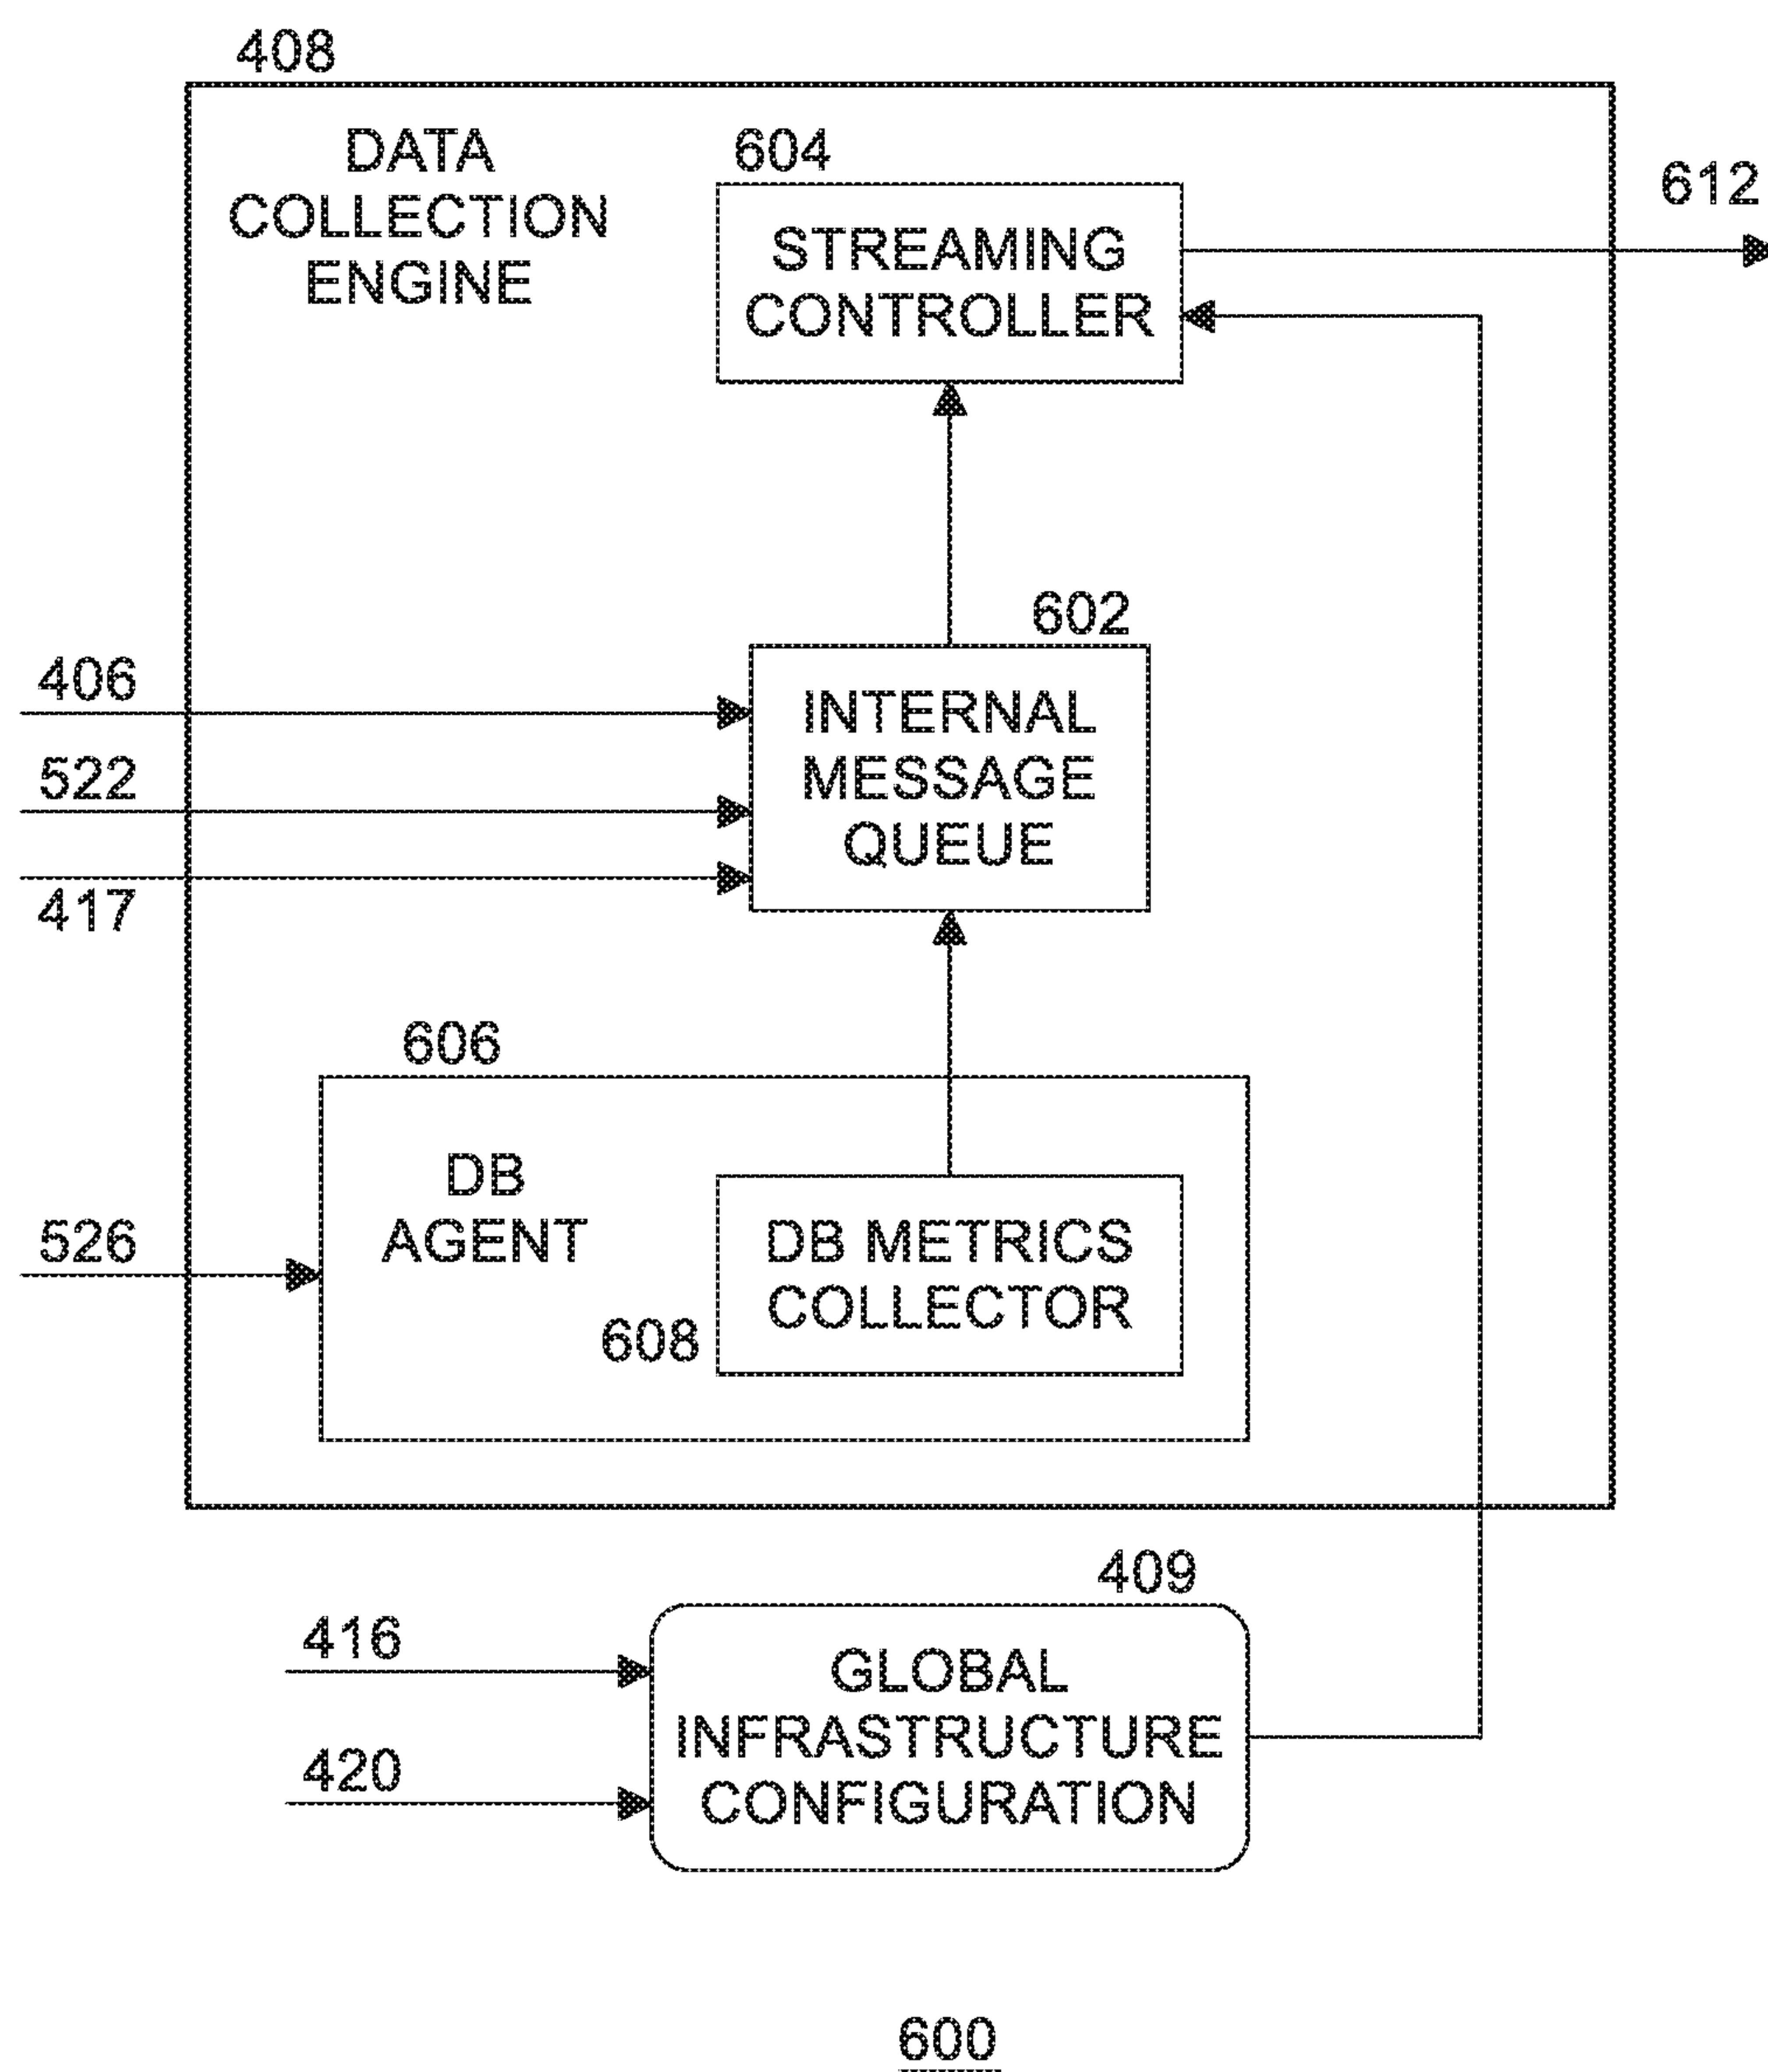 408
DATA
COLLECTION
ENGINE
604
STREAMING
CONTROLLER
612
602
INTERNAL
MESSAGE
QUEUE
406
522
417
606
DB
AGENT
526
608
DB METRICS
COLLECTOR
409
416
420
GLOBAL
INFRASTRUCTURE
CONFIGURATION
600